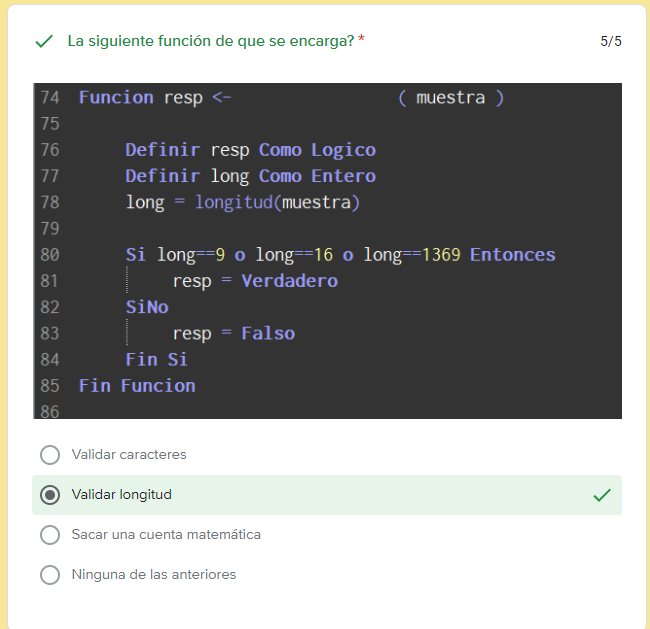 La siguiente función de que se encarga? *
5/5
74 Funcion resp <- ( muestra )
75
76 Definir resp Como Logico
77 Definir long Como Entero
78 long = longitud(muestra)
79
80 Si long==9 o long==16 o long==1369 Entonces
81 resp = Verdadero
82 SiNo
83 resp = Falso
84 Fin Si
85 Fin Funcion
86
Validar caracteres
Validar longitud
Sacar una cuenta matemática
Ninguna de las anteriores